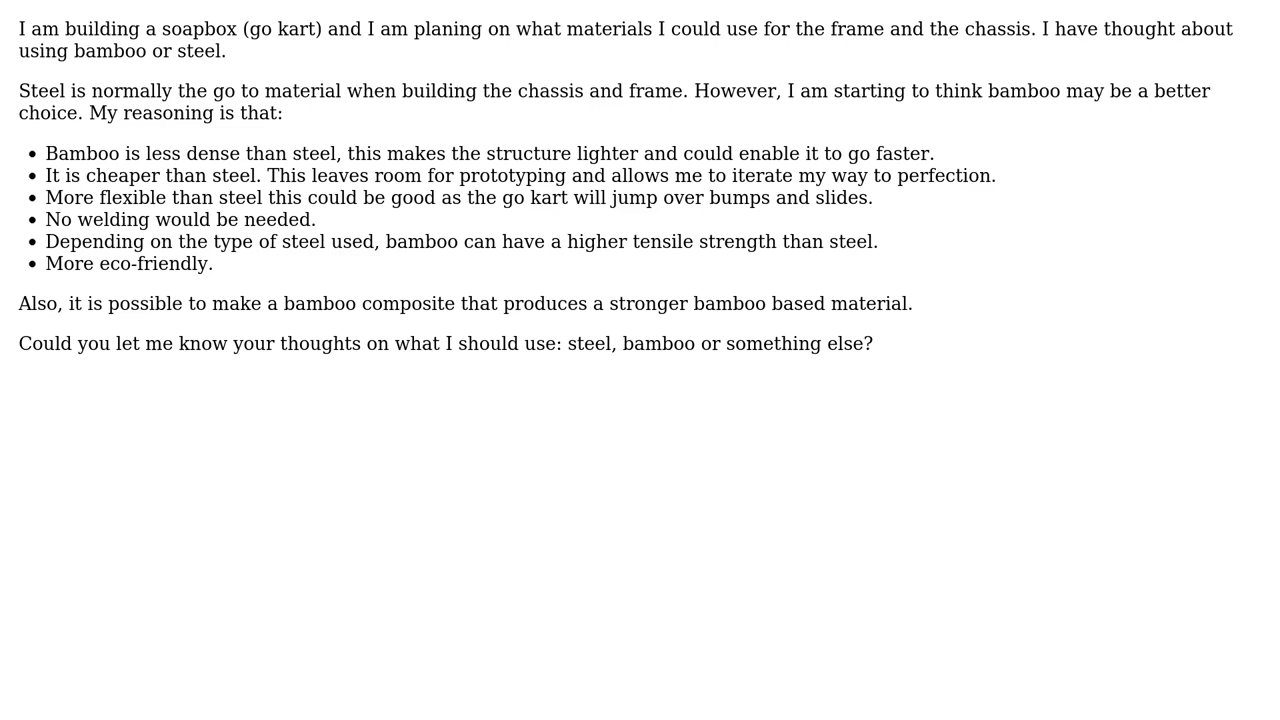 I am building a soapbox (go kart) and I am planing on what materials I could use for the frame and the chassis. I have thought about
using bamboo or steel.
Steel is normally the go to material when building the chassis and frame. However, I am starting to think bamboo may be a better
choice. My reasoning is that:
• Bamboo is less dense than steel, this makes the structure lighter and could enable it to go faster.
• It is cheaper than steel. This leaves room for prototyping and allows me to iterate my way to perfection.
• More flexible than steel this could be good as the go kart will jump over bumps and slides.
• No welding would be needed.
• Depending on the type of steel used, bamboo can have a higher tensile strength than steel.
• More eco-friendly.
Also, it is possible to make a bamboo composite that produces a stronger bamboo based material.
Could you let me know your thoughts on what I should use: steel, bamboo or something else?